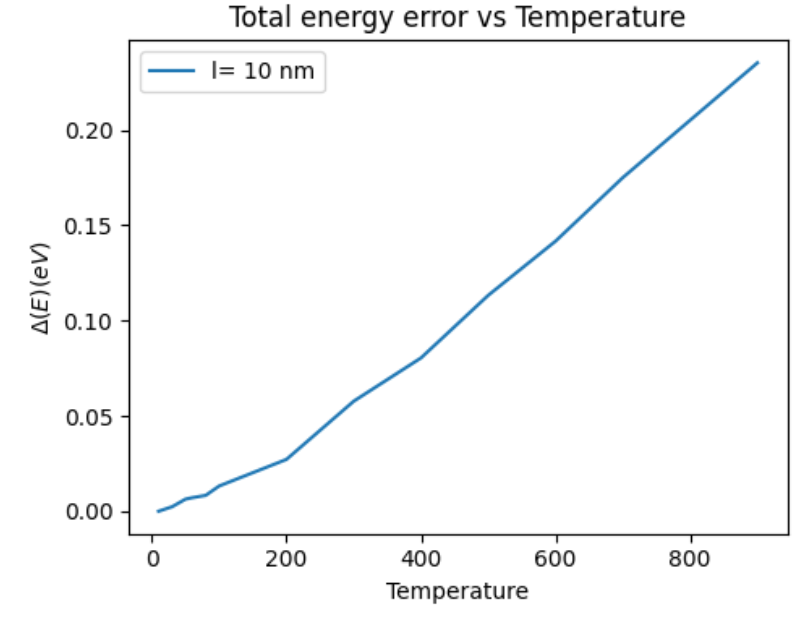 Total energy error vs Temperature
l= 10 nm
0.20
0.15
0.10
0.05
0.00
Δ(E)(eV)
0 200 400 600 800
Temperature